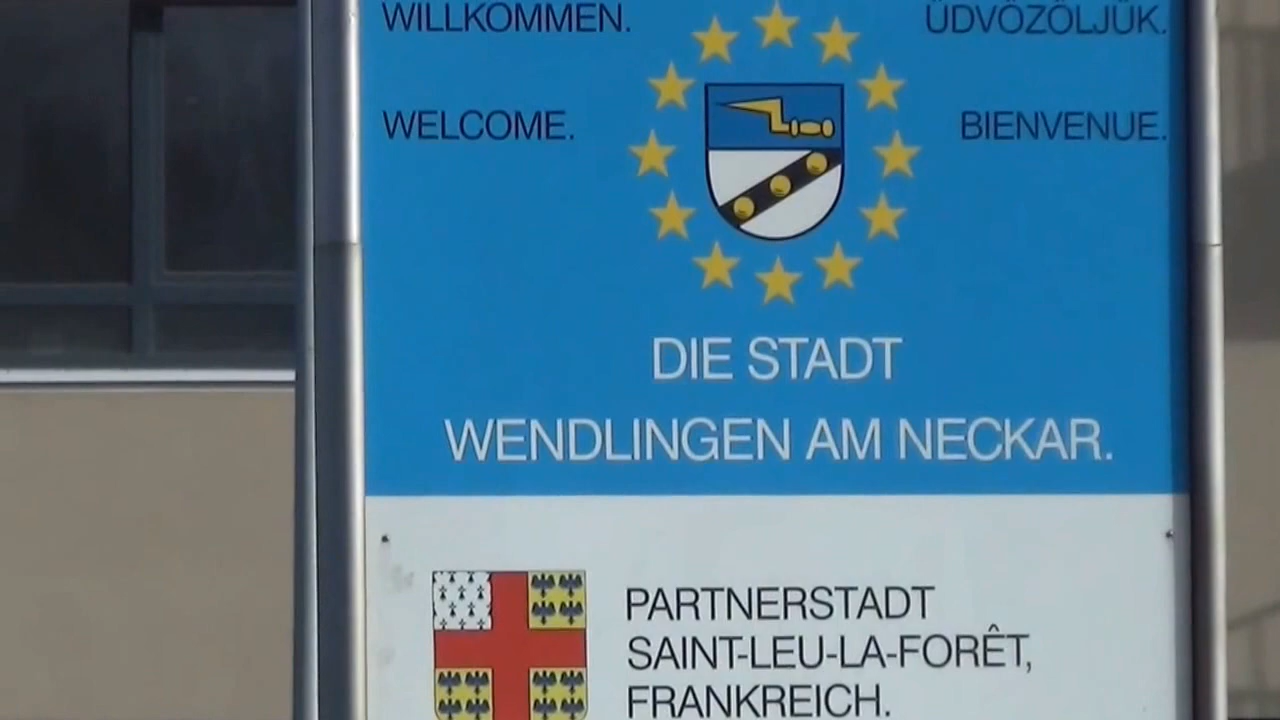 WILLKOMMEN.
ÜDVÖZÖLJÜK.
WELCOME.
BIENVENUE.
DIE STADT
WENDLINGEN AM NECKAR.
PARTNERSTADT
SAINT-LEU-LA-FORÊT,
FRANKREICH.